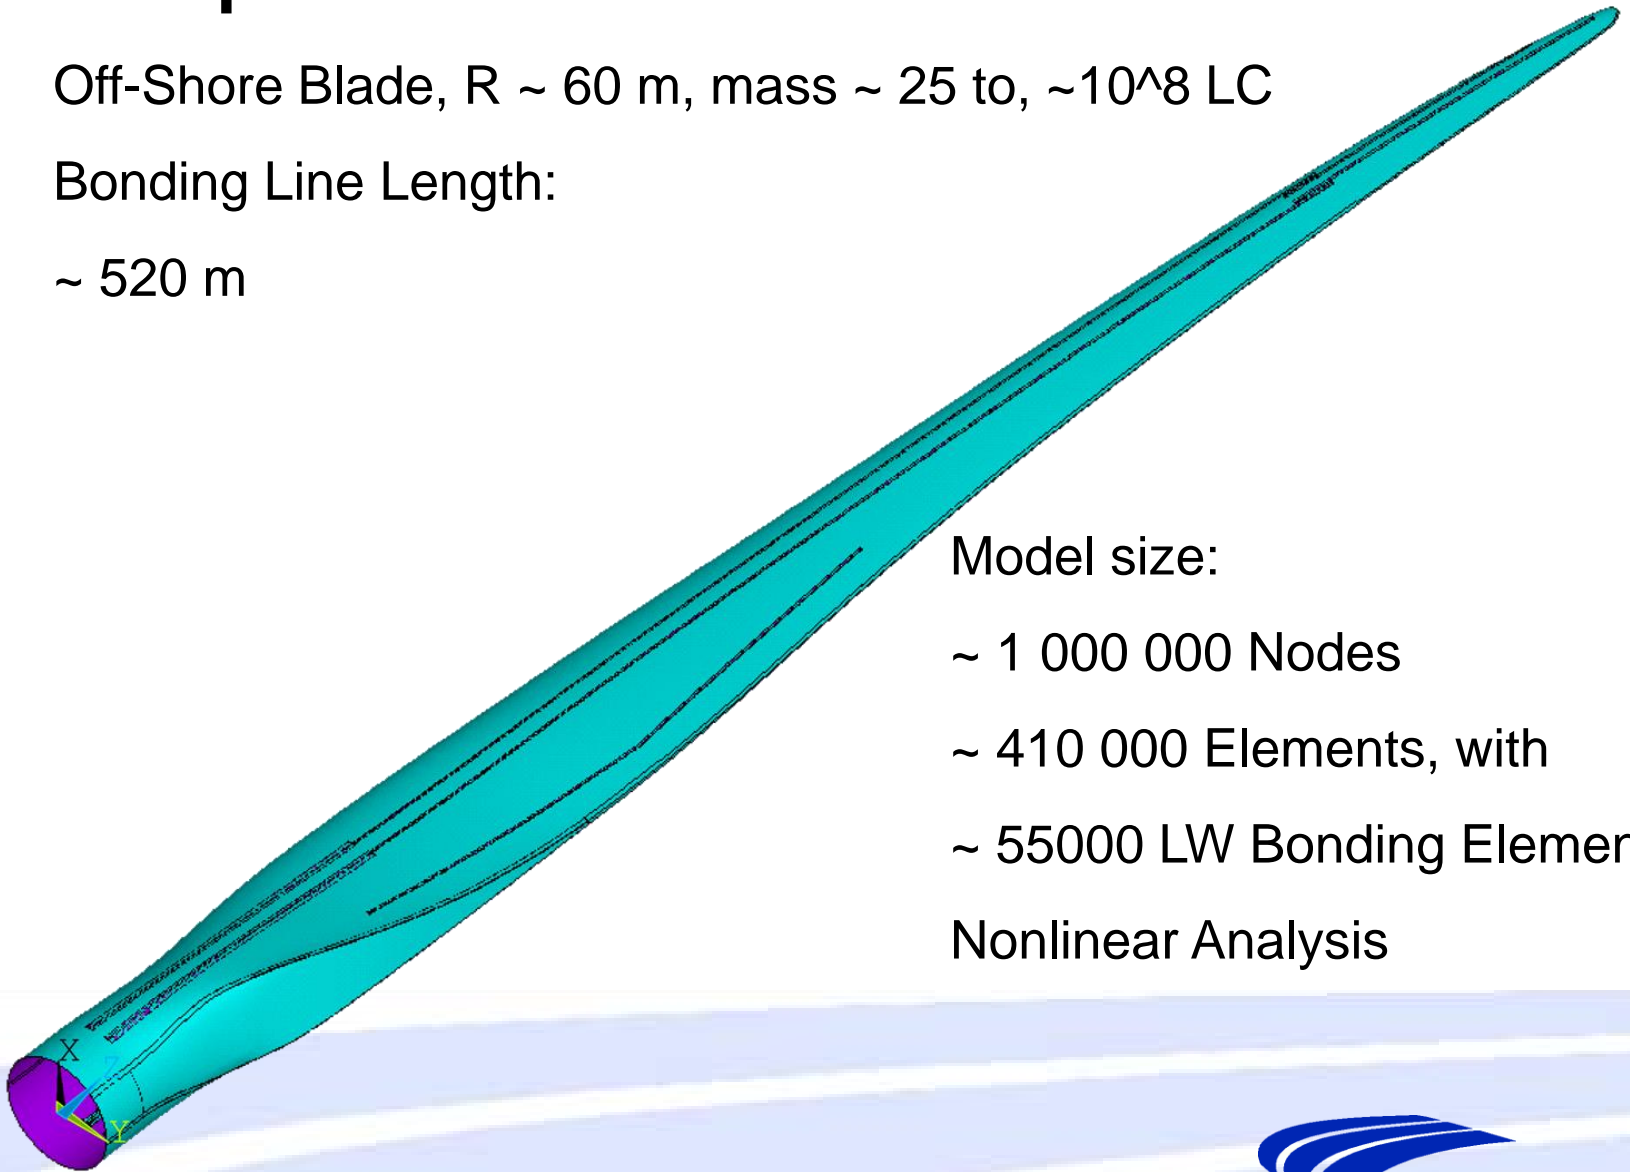 Off-Shore Blade, R ~ 60 m, mass ~ 25 to, ~10^8 LC
Bonding Line Length:
~ 520 m
Model size:
~ 1 000 000 Nodes
~ 410 000 Elements, with
~ 55000 LW Bonding
Nonlinear Analysis
X
Z
Y